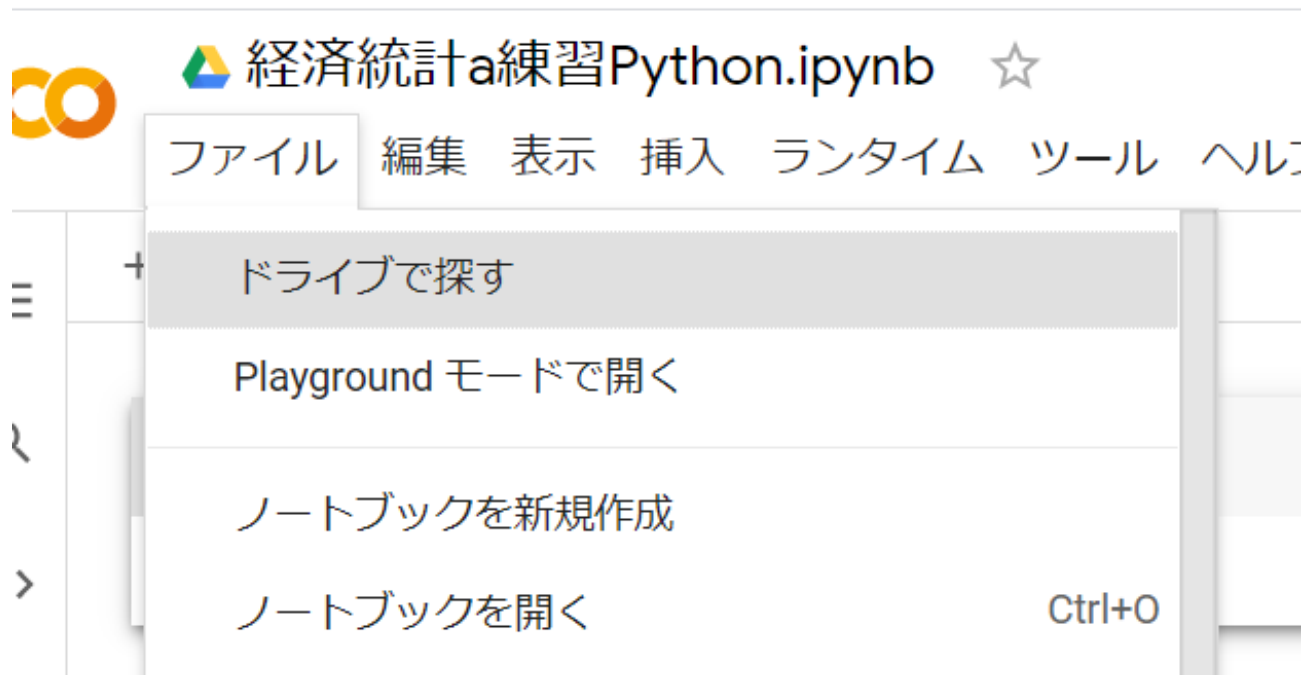 経済統計a練習Python.ipynb
ファイル 編集 表示 挿入 ランタイム ツール
ドライブで探す
Playground モードで開く
ノートブックを新規作成
ノートブックを開く Ctrl+O